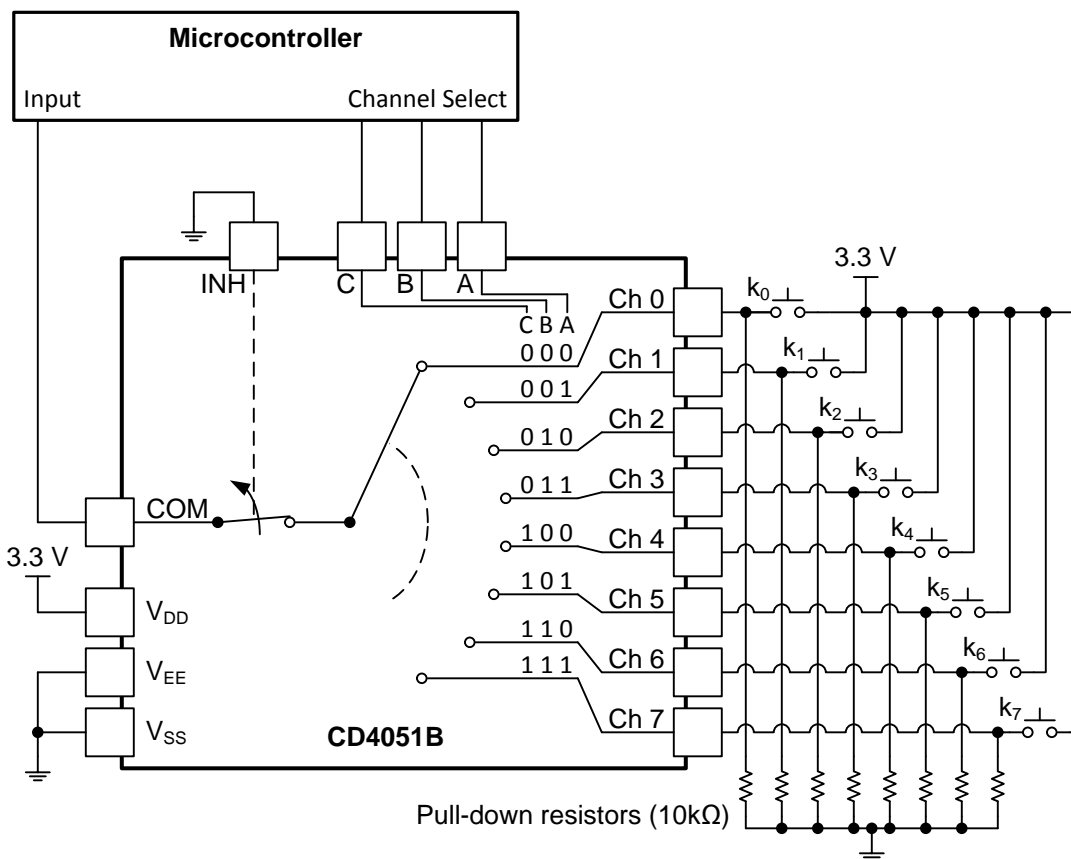 Microcontroller
Input
Channel Select
INH
C
B
A
3.3 V
C B A
Ch 0
k0
0 0 0
Ch 1
k1
0 0 1
Ch 2
k2
0 1 0
Ch 3
k3
0 1 1
COM
Ch 4
k4
1 0 0
3.3 V
Ch 5
k5
1 0 1
VDD
Ch 6
k6
1 1 0
VEE
1 1 1
Ch 7
k7
VSS
CD4051B
Pull-down resistors (10kΩ)